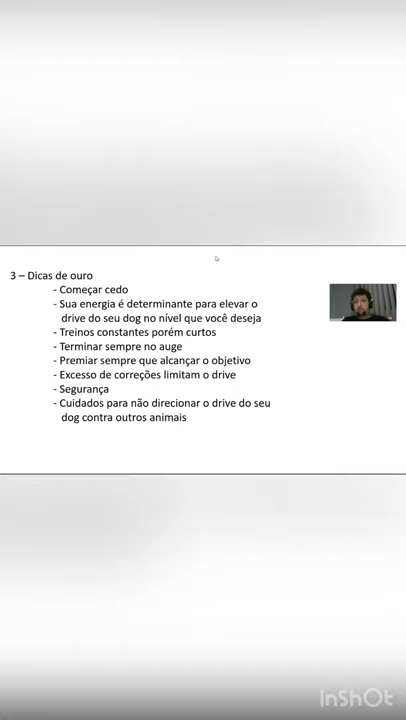 3 – Dicas de ouro
- Começar cedo
- Sua energia é determinante para elevar o
drive do seu dog no nível que você deseja
- Treinos constantes porém curtos
- Terminar sempre no auge
- Premiar sempre que alcançar o objetivo
- Excesso de correções limitam o drive
- Segurança
- Cuidados para não direcionar o drive do seu
dog contra outros animais
InShOt